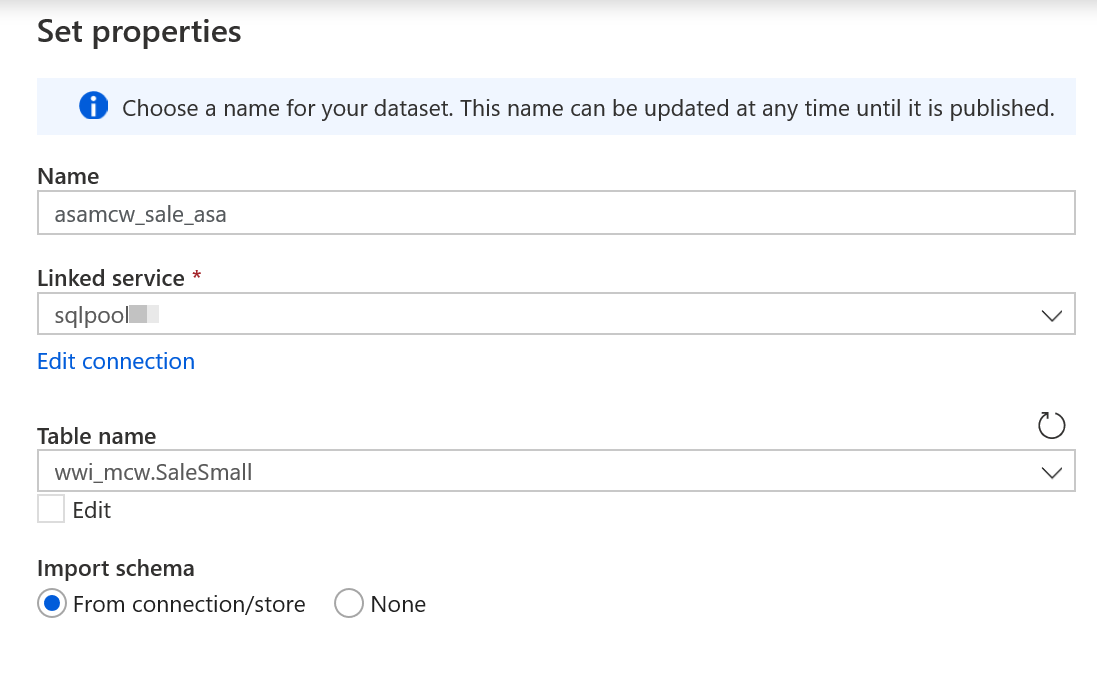 Set properties
Choose a name for your dataset. This name can be updated at any time until it is published.
Name
asamcw_sale_asa
Linked service *
sqlpool
Edit connection
Table name
wwi_mcw.SaleSmall
Edit
Import schema
From connection/store None